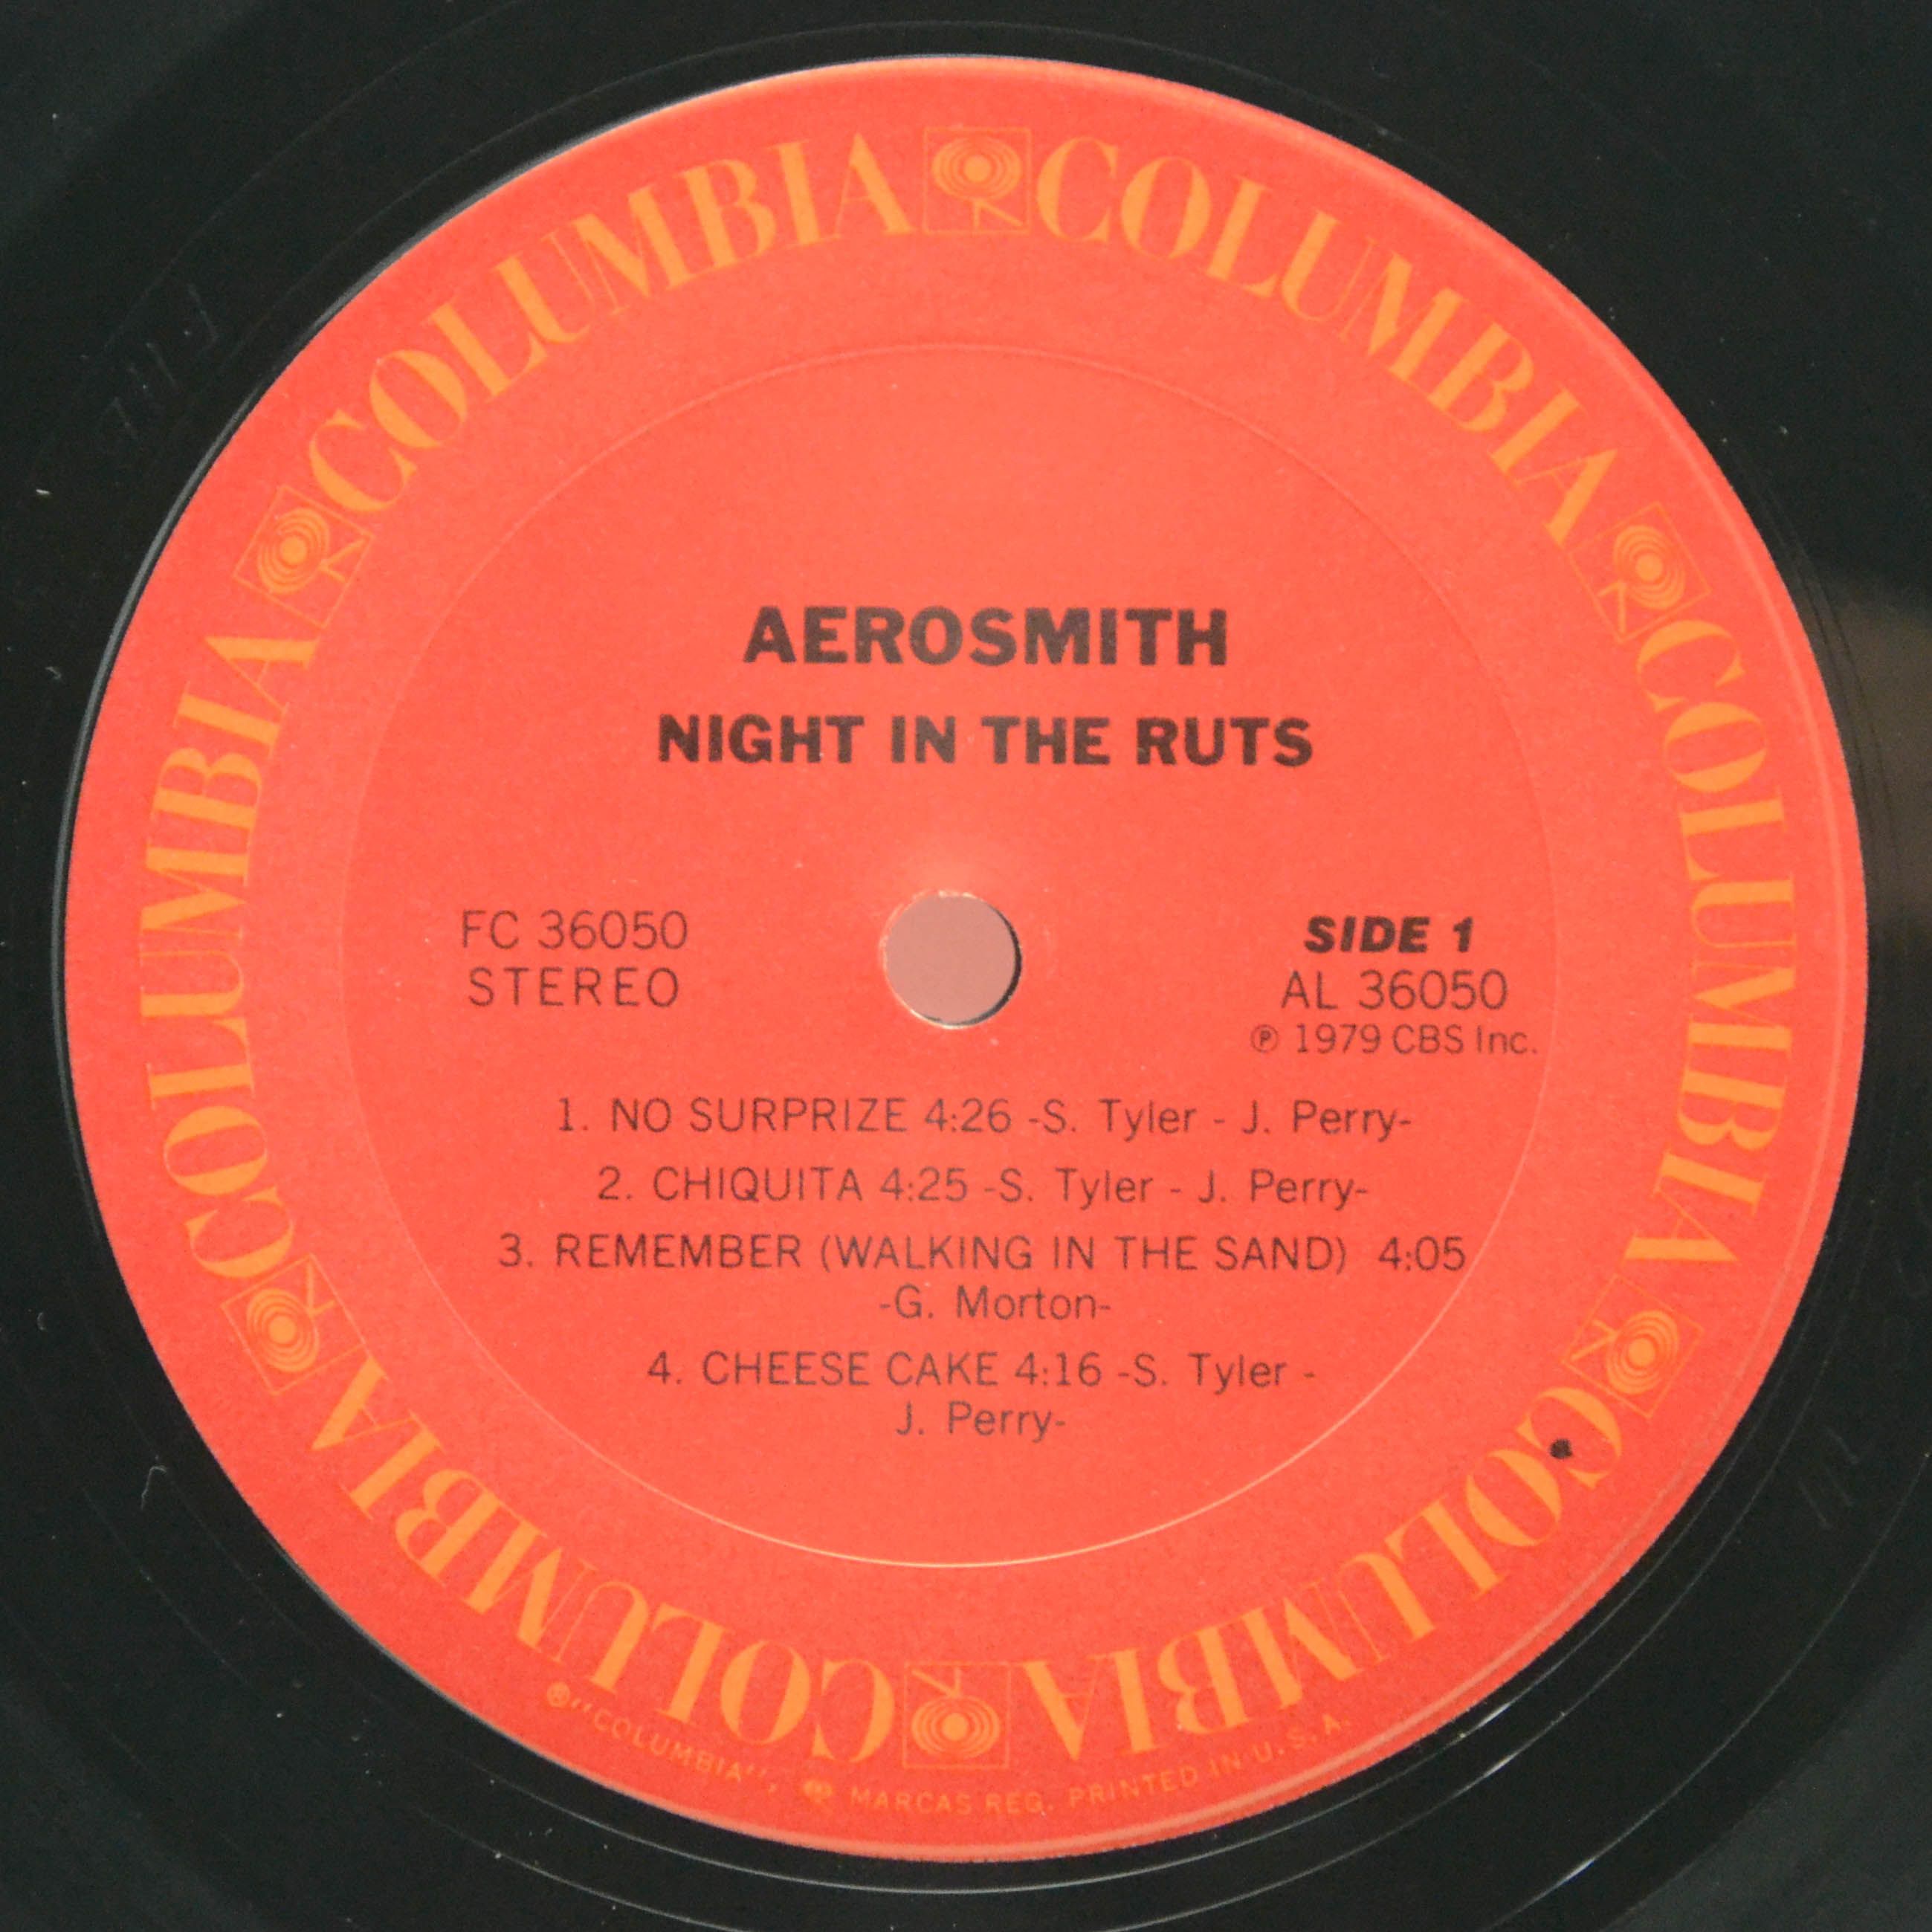 COLUMBIA COLUMBIA COLUMBIA COLUMBIA COLUMBIA COLUMBIA
AEROSMITH
NIGHT IN THE RUTS
FC 36050
STEREO
SIDE 1
AL 36050
℗ 1979 CBS Inc.
1. NO SURPRIZE 4:26 -S. Tyler - J. Perry-
2. CHIQUITA 4:25 -S. Tyler - J. Perry-
3. REMEMBER (WALKING IN THE SAND) 4:05
-G. Morton-
4. CHEESE CAKE 4:16 -S. Tyler -
J. Perry-
® "COLUMBIA", MARCAS REG. PRINTED IN U.S.A.